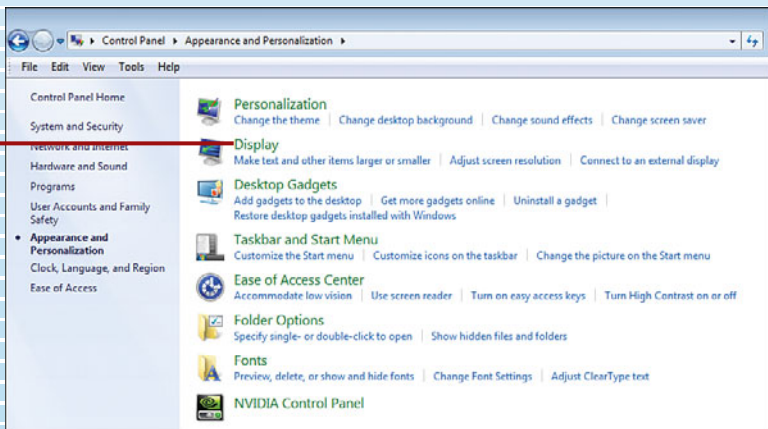 Control Panel ▸ Appearance and Personalization ▸
File Edit View Tools Help
Control Panel Home
System and Security
Network and Internet
Hardware and Sound
Programs
User Accounts and Family
Safety
Appearance and
Personalization
Clock, Language, and Region
Ease of Access
Personalization
Change the theme | Change desktop background | Change sound effects | Change screen saver
Display
Make text and other items larger or smaller | Adjust screen resolution | Connect to an external display
Desktop Gadgets
Add gadgets to the desktop | Get more gadgets online | Uninstall a gadget |
Restore desktop gadgets installed with Windows
Taskbar and Start Menu
Customize the Start menu | Customize icons on the taskbar | Change the picture on the Start menu
Ease of Access Center
Accommodate low vision | Use screen reader | Turn on easy access keys | Turn High Contrast on or off
Folder Options
Specify single- or double-click to open | Show hidden files and folders
Fonts
Preview, delete, or show and hide fonts | Change Font Settings | Adjust ClearType text
NVIDIA Control Panel